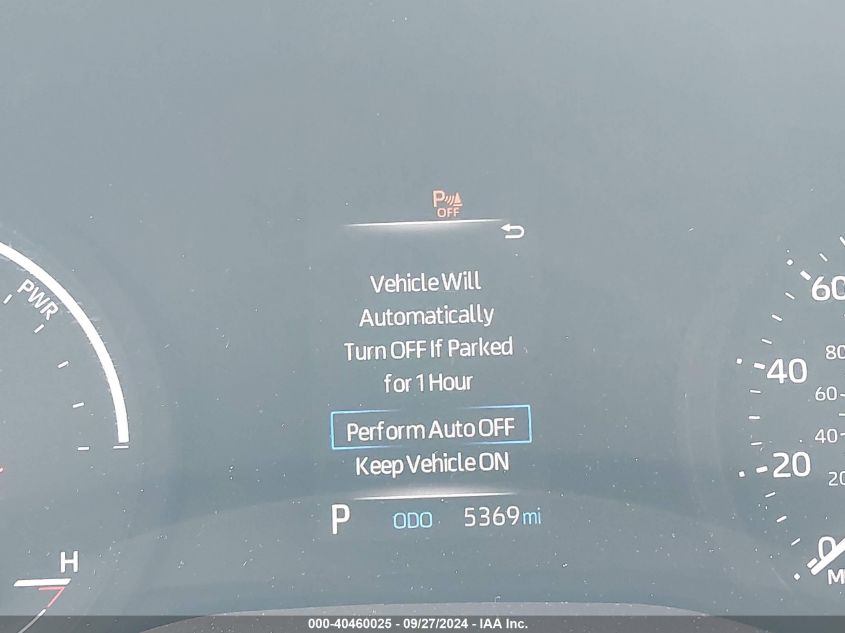 P
OFF
Vehicle Will
Automatically
Turn OFF If Parked
for 1 Hour
Perform Auto OFF
Keep Vehicle ON
P ODO 5369 mi
PWR
H
60
80
40
60
40
20
20
0
M
000-40460025 - 09/27/2024 - IAA Inc.